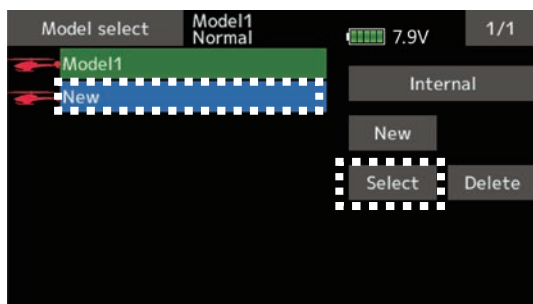 Model select
Model1
Normal
7.9V
1/1
Model1
New
Internal
New
Select
Delete